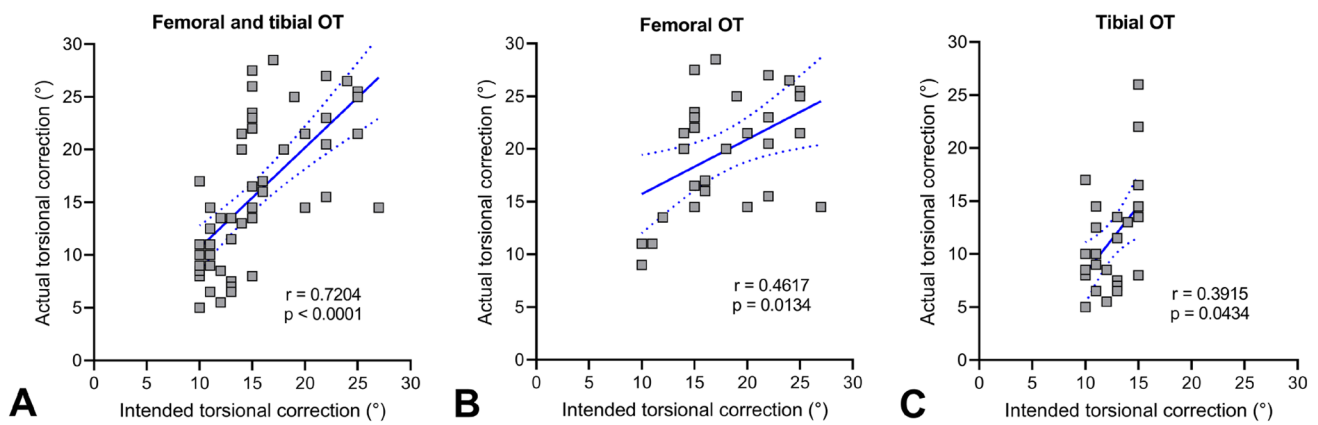 Femoral and tibial OT
Actual torsional correction (°)
30
25
20
15
10
5
0
r = 0.7204
p < 0.0001
0 5 10 15 20 25 30
Intended torsional correction (°)
A
Femoral OT
Actual torsional correction (°)
30
25
20
15
10
5
0
r = 0.4617
p = 0.0134
0 5 10 15 20 25 30
Intended torsional correction (°)
B
Tibial OT
Actual torsional correction (°)
30
25
20
15
10
5
0
r = 0.3915
p = 0.0434
0 5 10 15 20 25 30
Intended torsional correction (°)
C